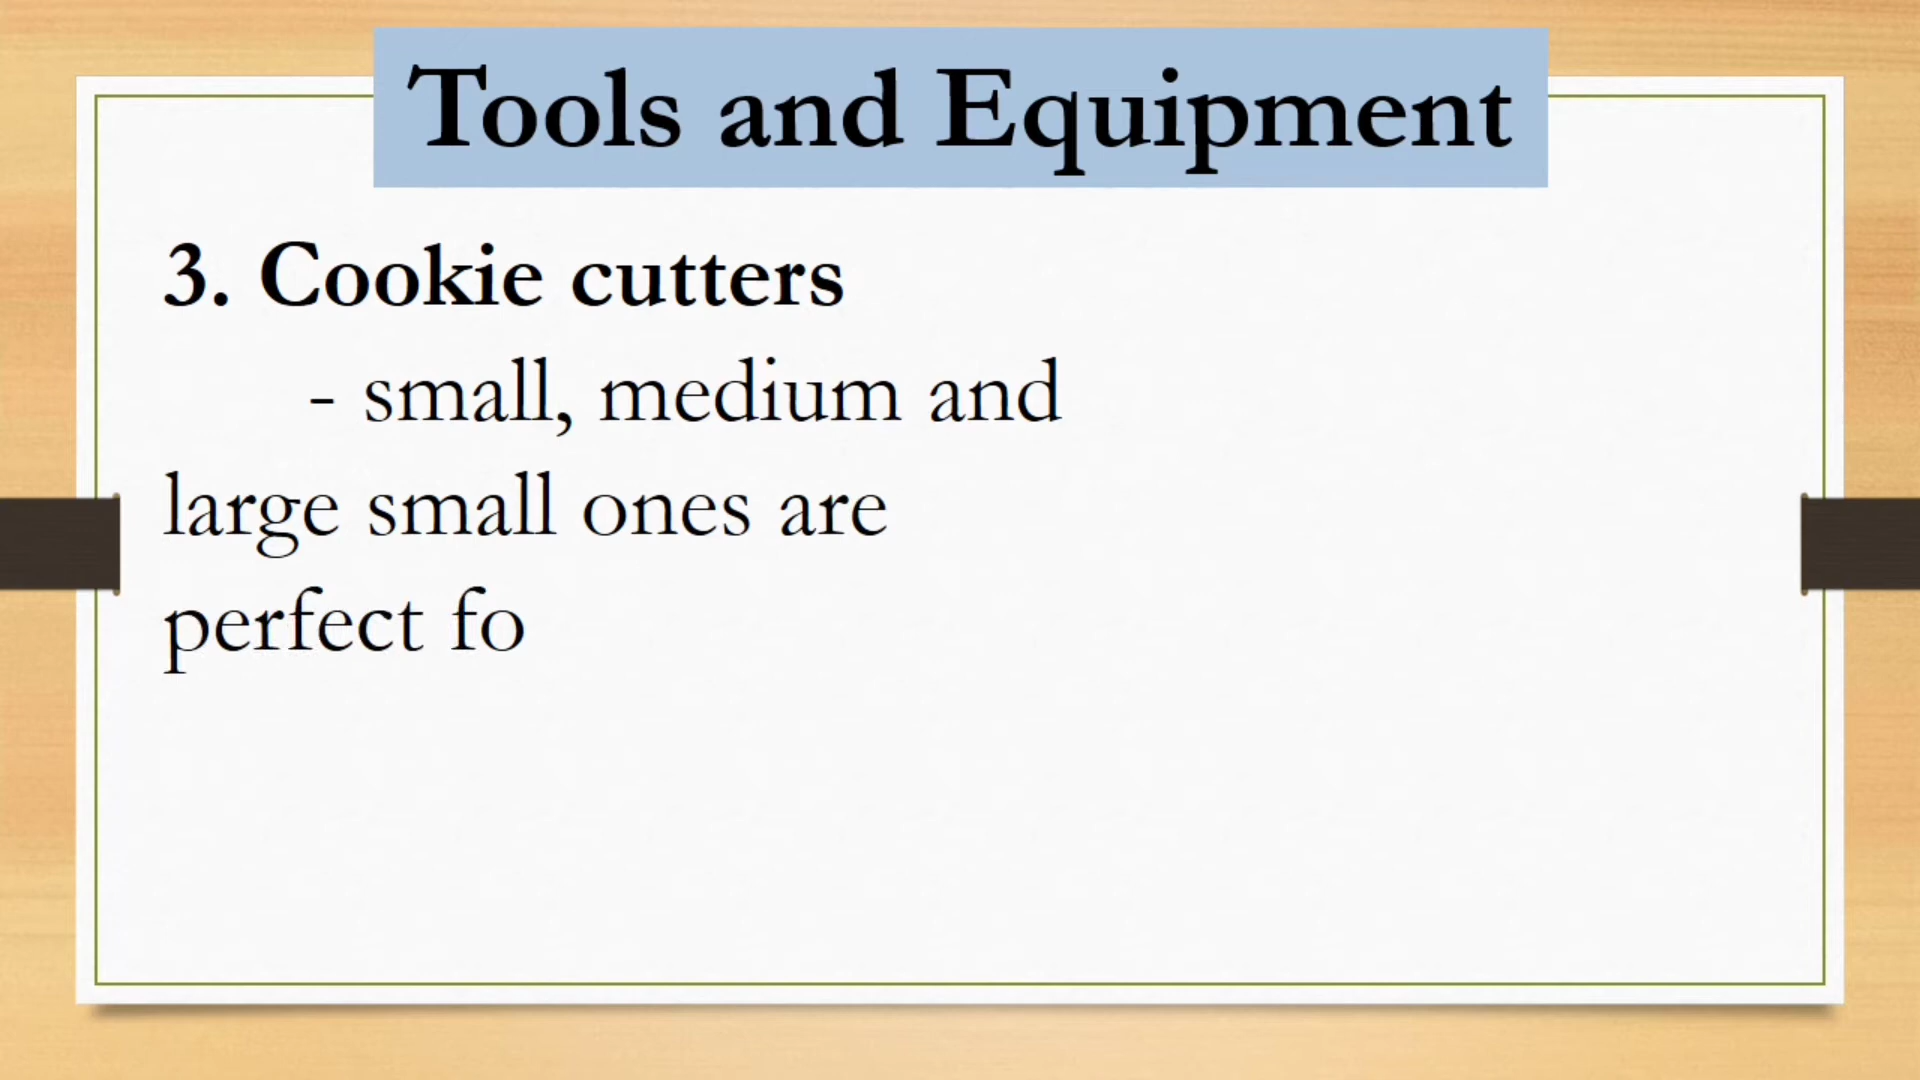 Tools and Equipment
3. Cookie cutters
- small, medium and
large small ones are
perfect fo